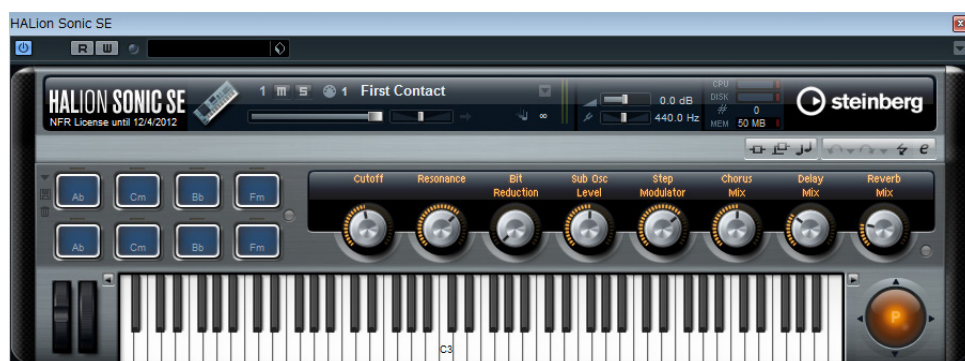 HALion Sonic SE
R W
HALION SONIC SE
NFR License until 12/4/2012
1 m S 1 First Contact
0.0 dB
440.0 Hz
CPU
DISK
# 0
MEM 50 MB
steinberg
e
Ab Cm Bb Fm
Ab Cm Bb Fm
Cutoff
Resonance
Bit
Reduction
Sub Osc
Level
Step
Modulator
Chorus
Mix
Delay
Mix
Reverb
Mix
C3
P